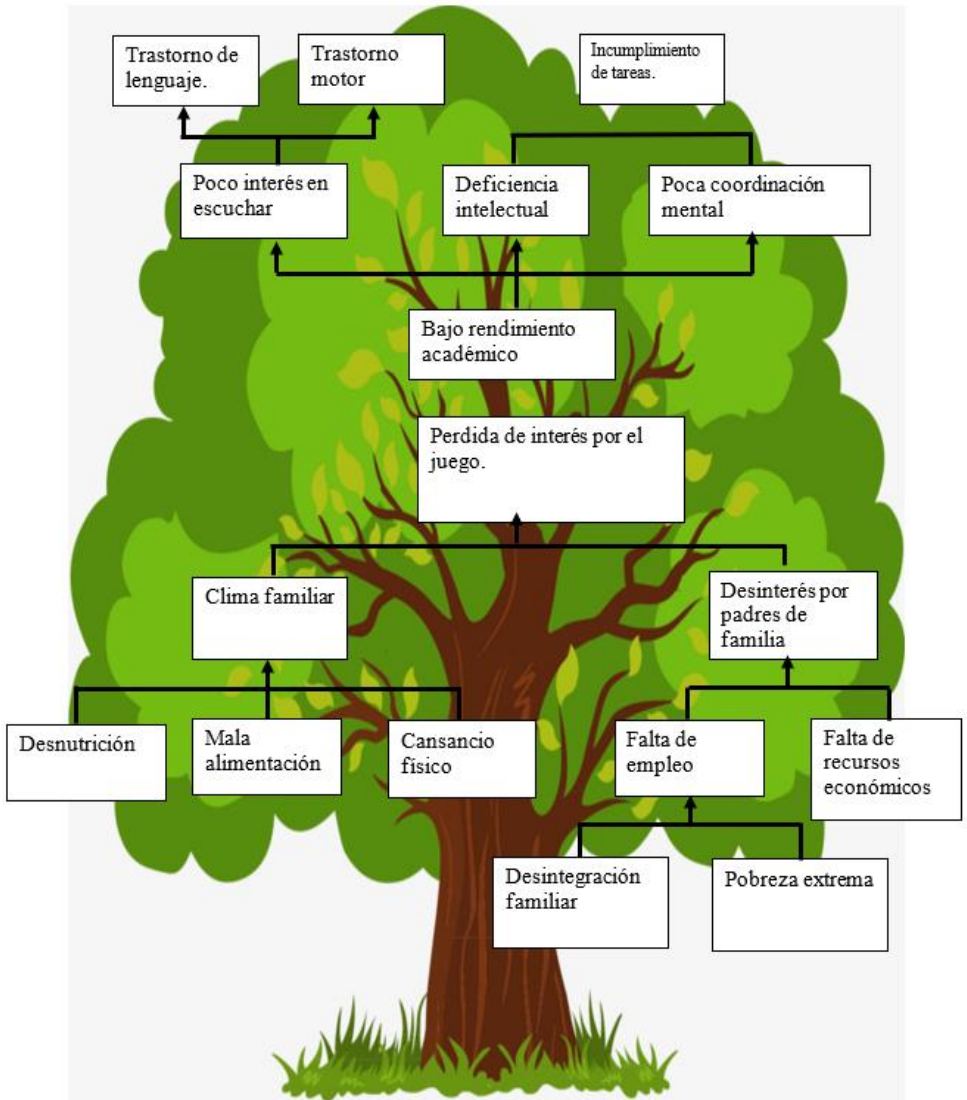 Trastorno de
lenguaje.
Trastorno
motor
Incumplimiento
de tareas.
Poco interés en
escuchar
Deficiencia
intelectual
Poca coordinación
mental
Bajo rendimiento
académico
Perdida de interés por el
juego.
Clima familiar
Desinterés por
padres de
familia
Desnutrición
Mala
alimentación
Cansancio
físico
Falta de
empleo
Falta de
recursos
económicos
Desintegración
familiar
Pobreza extrema